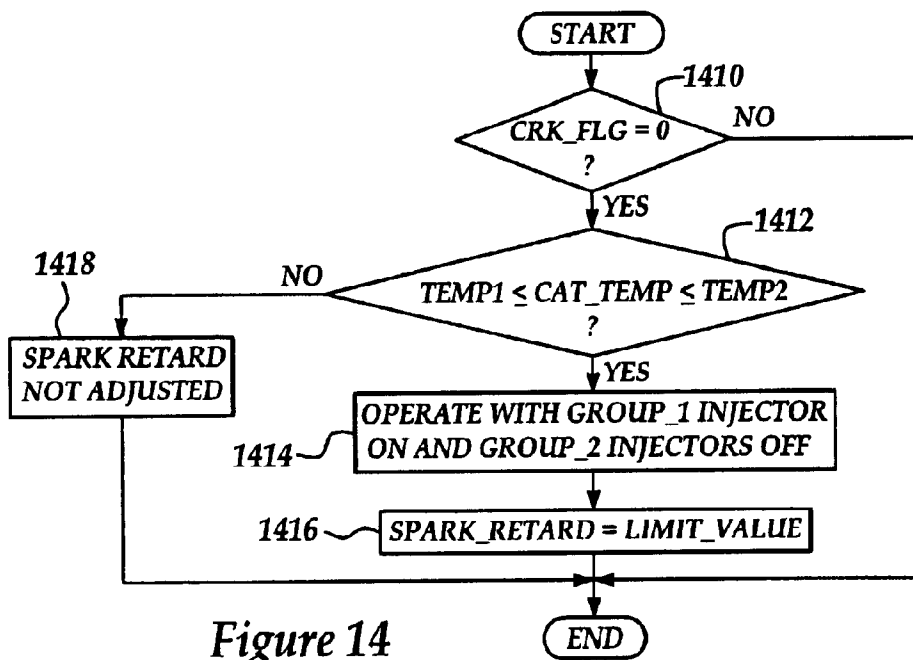 START
1410
CRK_FLG = 0
?
NO
YES
1412
TEMP1 ≤ CAT_TEMP ≤ TEMP2
?
NO
1418
SPARK RETARD
NOT ADJUSTED
YES
OPERATE WITH GROUP_1 INJECTOR
ON AND GROUP_2 INJECTORS OFF
1414
1416
SPARK_RETARD = LIMIT_VALUE
END
Figure 14